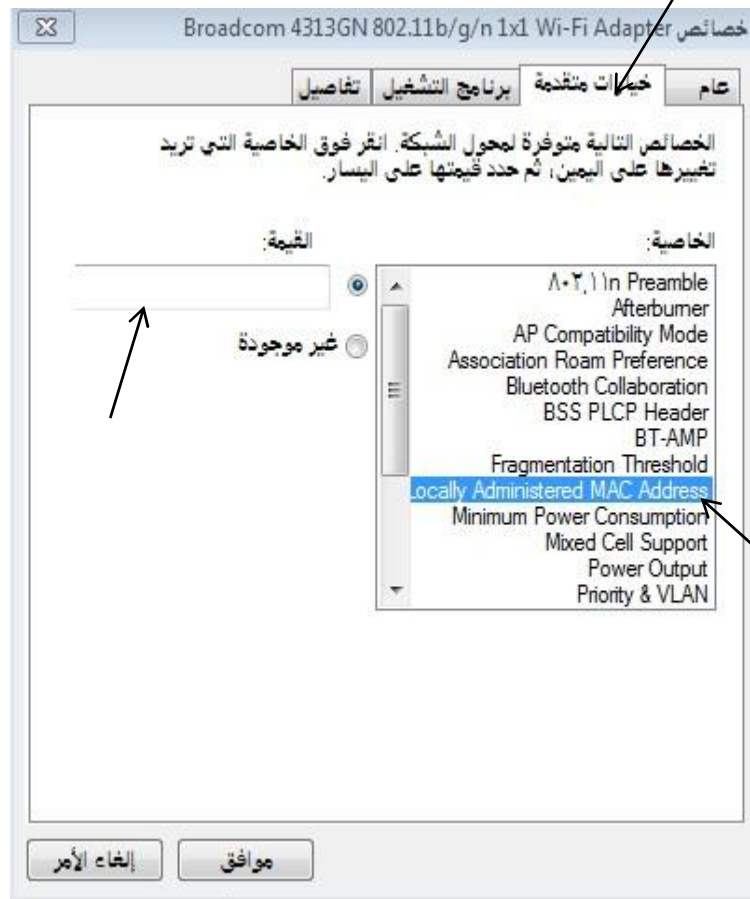 خصائص Broadcom 4313GN 802.11b/g/n 1x1 Wi-Fi Adapter
عام
خيارات متقدمة
برنامج التشغيل
تفاصيل
الخصائص التالية متوفرة لمحول الشبكة. انقر فوق الخاصية التي تريد
تغييرها على اليمين، ثم حدد قيمتها على اليسار.
الخاصية:
القيمة:
٨٠٢,١١n Preamble
Afterburner
AP Compatibility Mode
Association Roam Preference
Bluetooth Collaboration
BSS PLCP Header
BT-AMP
Fragmentation Threshold
Locally Administered MAC Address
Minimum Power Consumption
Mixed Cell Support
Power Output
Priority & VLAN
غير موجودة
موافق
إلغاء الأمر